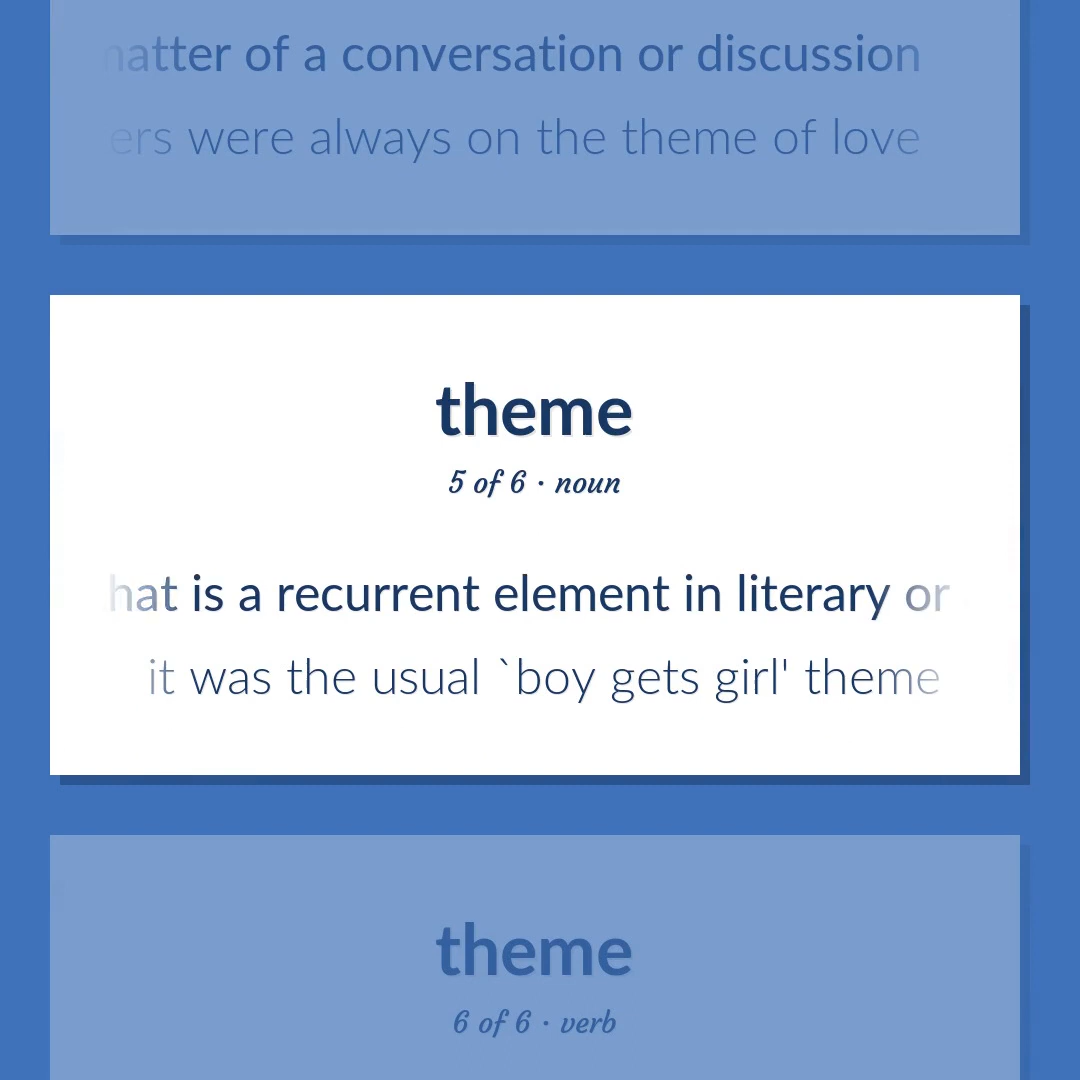 matter of a conversation or discussion
ers were always on the theme of love
theme
5 of 6 · noun
hat is a recurrent element in literary or
it was the usual `boy gets girl' theme
theme
6 of 6 · verb